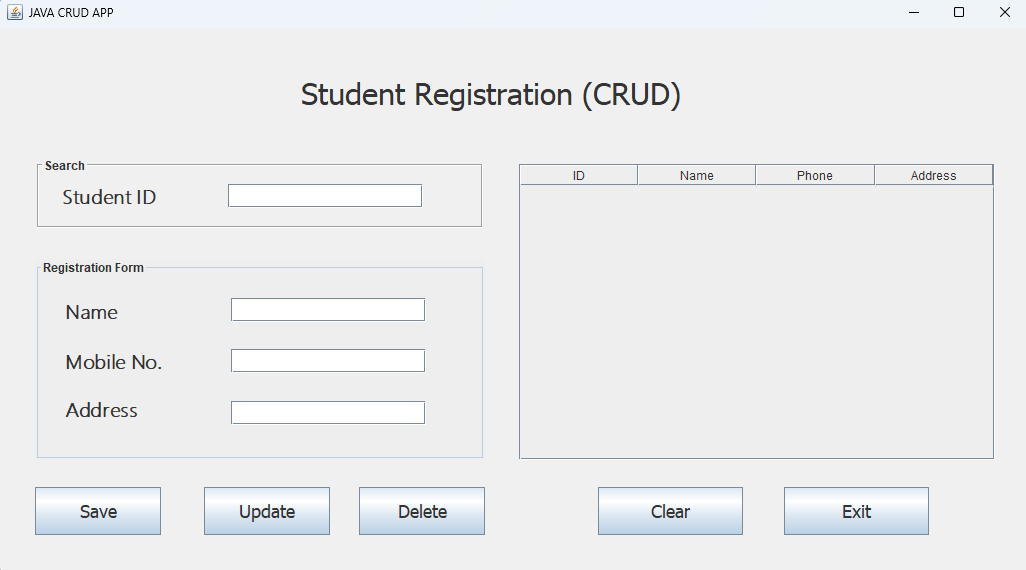 JAVA CRUD APP
Student Registration (CRUD)
Search
Student ID
ID Name Phone Address
Registration Form
Name
Mobile No.
Address
Save Update Delete Clear Exit